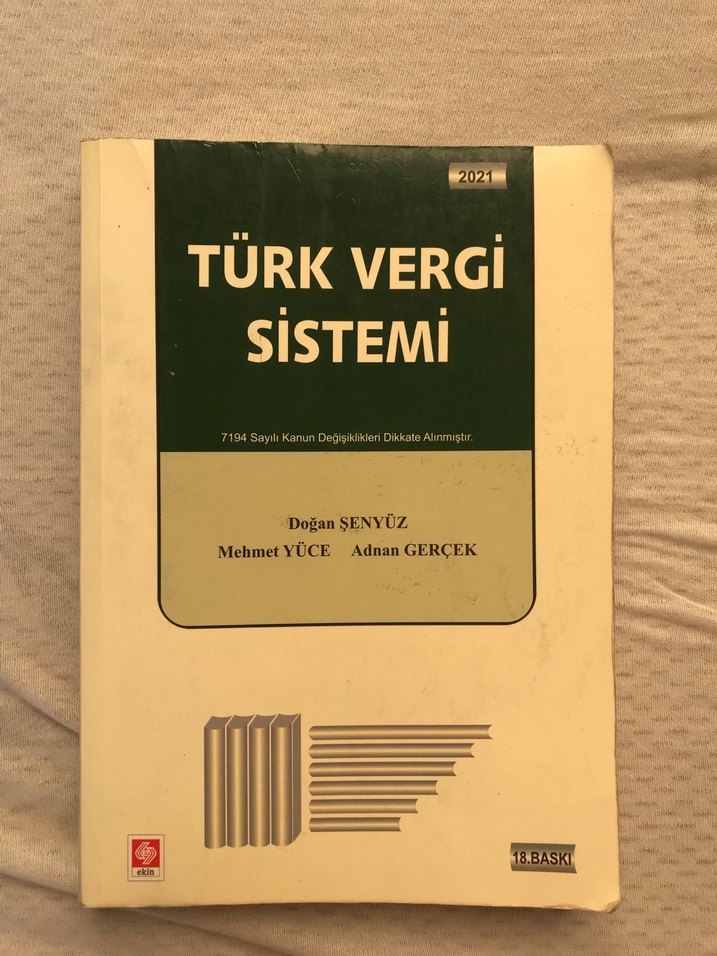 2021
TÜRK VERGİ
SİSTEMİ
7194 Sayılı Kanun Değişiklikleri Dikkate Alınmıştır.
Doğan ŞENYÜZ
Mehmet YÜCE Adnan GERÇEK
ekin
18.BASKI